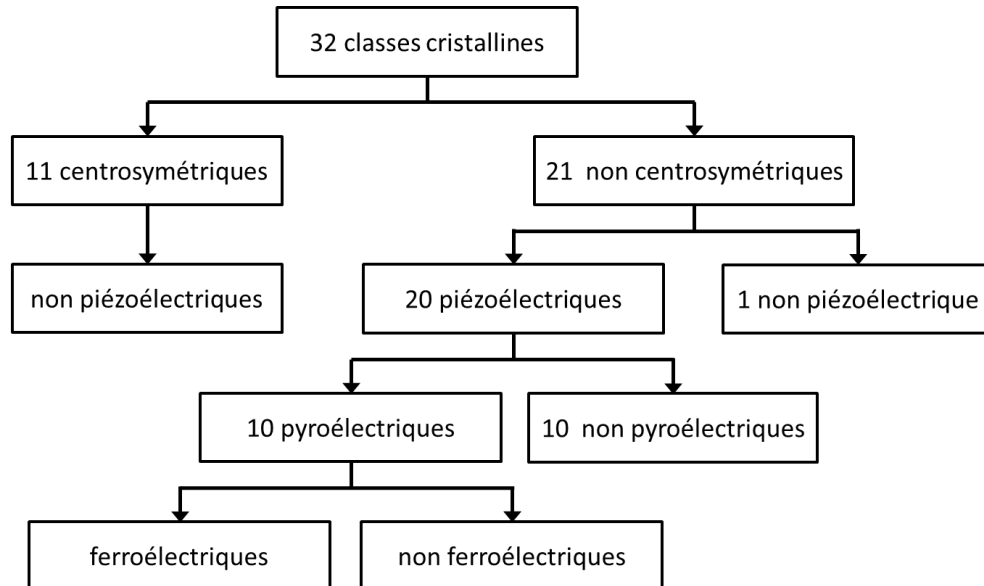 32 classes cristallines
11 centrosymétriques
21 non centrosymétriques
non piézoélectriques
20 piézoélectriques
1 non piézoélectrique
10 pyroélectriques
10 non pyroélectriques
ferroélectriques
non ferroélectriques